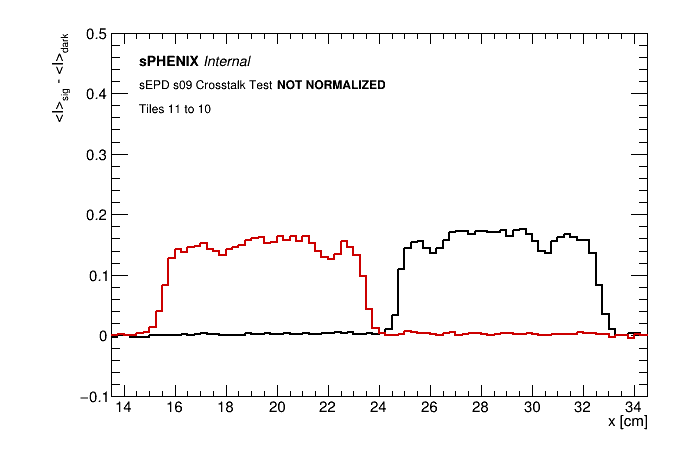 <I>sig - <I>dark
0.5
0.4
0.3
0.2
0.1
0
−0.1
sPHENIX Internal
sEPD s09 Crosstalk Test NOT NORMALIZED
Tiles 11 to 10
14 16 18 20 22 24 26 28 30 32 34
x [cm]